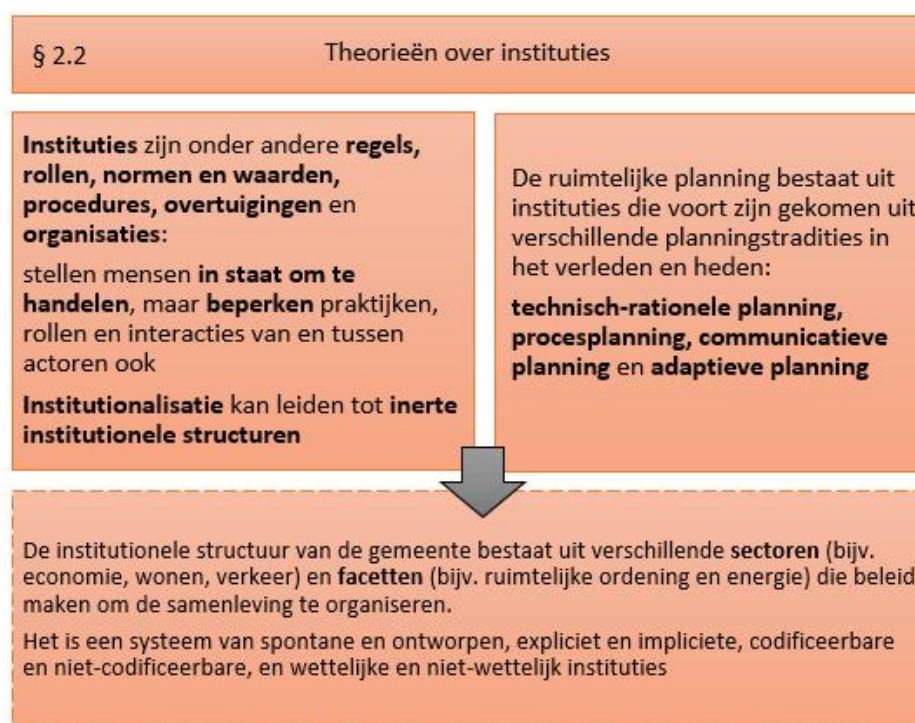 § 2.2
Theorieën over instituties
Instituties zijn onder andere regels,
rollen, normen en waarden,
procedures, overtuigingen en
organisaties:
stellen mensen in staat om te
handelen, maar beperken praktijken,
rollen en interacties van en tussen
actoren ook
Institutionalisatie kan leiden tot inerte
institutionele structuren
De ruimtelijke planning bestaat uit
instituties die voort zijn gekomen uit
verschillende planningstradities in
het verleden en heden:
technisch-rationele planning,
procesplanning, communicatieve
planning en adaptieve planning
De institutionele structuur van de gemeente bestaat uit verschillende sectoren (bijv.
economie, wonen, verkeer) en facetten (bijv. ruimtelijke ordening en energie) die beleid
maken om de samenleving te organiseren.
Het is een systeem van spontane en ontworpen, expliciet en impliciete, codificeerbare
en niet-codificeerbare, en wettelijke en niet-wettelijk instituties